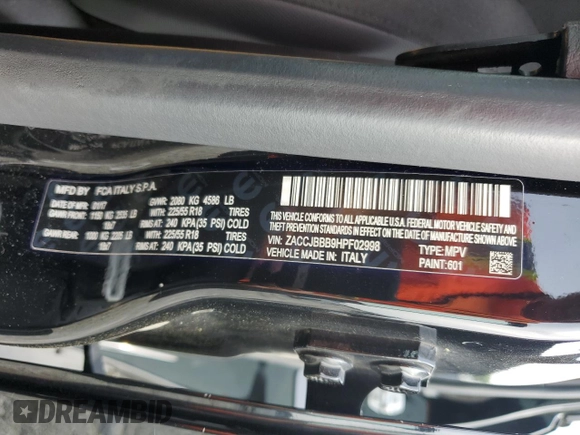 MFD BY FCA ITALY S.P.A.
DATE: 01/17 GVWR: 2080 KG 4586 LB
WITH: 225/55 R18 TIRES
RIMS AT: 240 KPA(35 PSI) COLD
WITH: 225/55 R18 TIRES
RIMS AT: 240 KPA(35 PSI) COLD
THIS VEHICLE CONFORMS TO ALL APPLICABLE U.S.A. FEDERAL MOTOR VEHICLE SAFETY AND
THEFT PREVENTION STANDARDS IN EFFECT ON THE DATE OF MANUFACTURE SHOWN ABOVE
VIN: ZACCJBBB9HPF02998 TYPE: MPV
VEHICLE MADE IN: ITALY PAINT: 601
DREAMBID